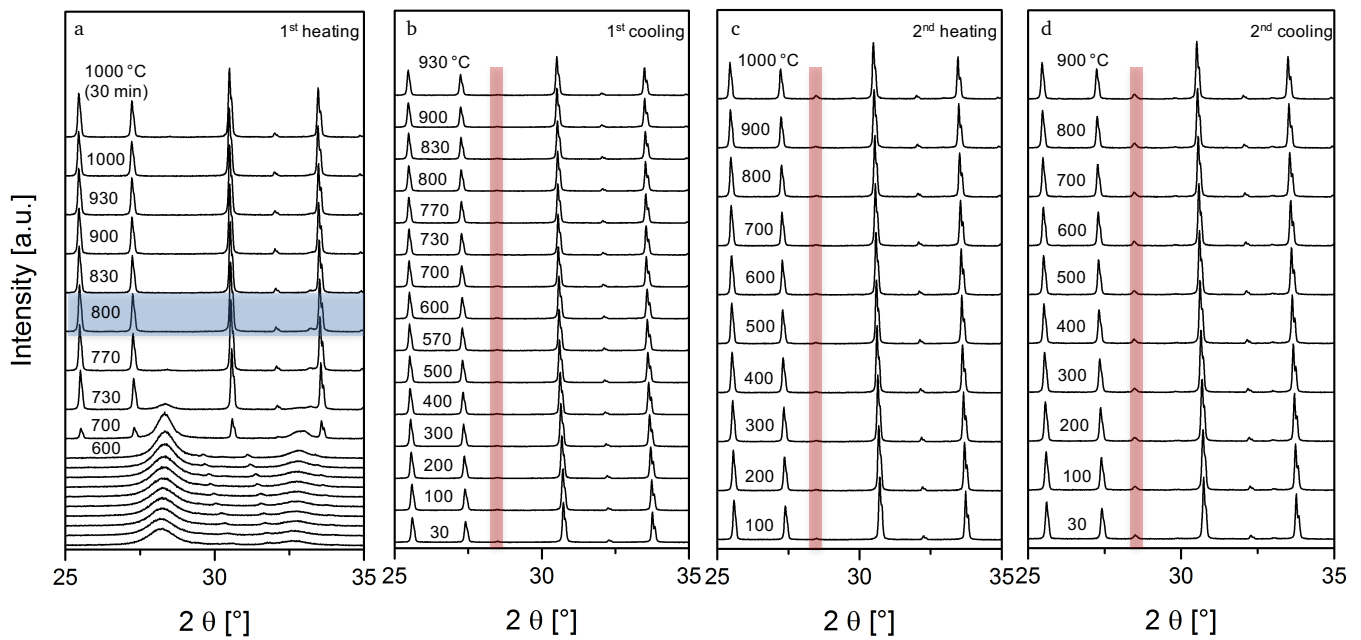 a
1st heating
1000 °C
(30 min)
1000
930
900
830
800
770
730
700
600
25
30
35
2 θ [°]
Intensity [a.u.]
b
1st cooling
930 °C
900
830
800
770
730
700
600
570
500
400
300
200
100
30
25
30
35
2 θ [°]
c
2nd heating
1000 °C
900
800
700
600
500
400
300
200
100
25
30
35
2 θ [°]
d
2nd cooling
900 °C
800
700
600
500
400
300
200
100
30
25
30
35
2 θ [°]